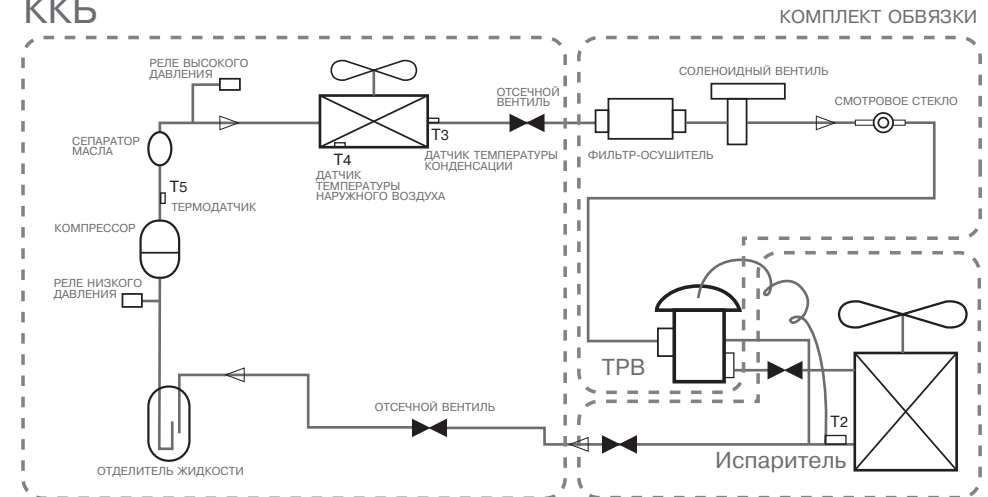 ККБ
КОМПЛЕКТ ОБВЯЗКИ
РЕЛЕ ВЫСОКОГО
ДАВЛЕНИЯ
СОЛЕНОИДНЫЙ ВЕНТИЛЬ
ОТСЕЧНОЙ
ВЕНТИЛЬ
СМОТРОВОЕ СТЕКЛО
СЕПАРАТОР
МАСЛА
T3
T4
ДАТЧИК ТЕМПЕРАТУРЫ
КОНДЕНСАЦИИ
ФИЛЬТР-ОСУШИТЕЛЬ
ДАТЧИК
ТЕМПЕРАТУРЫ
НАРУЖНОГО ВОЗДУХА
T5
ТЕРМОДАТЧИК
КОМПРЕССОР
РЕЛЕ НИЗКОГО
ДАВЛЕНИЯ
ТРВ
ОТСЕЧНОЙ ВЕНТИЛЬ
T2
Испаритель
ОТДЕЛИТЕЛЬ ЖИДКОСТИ